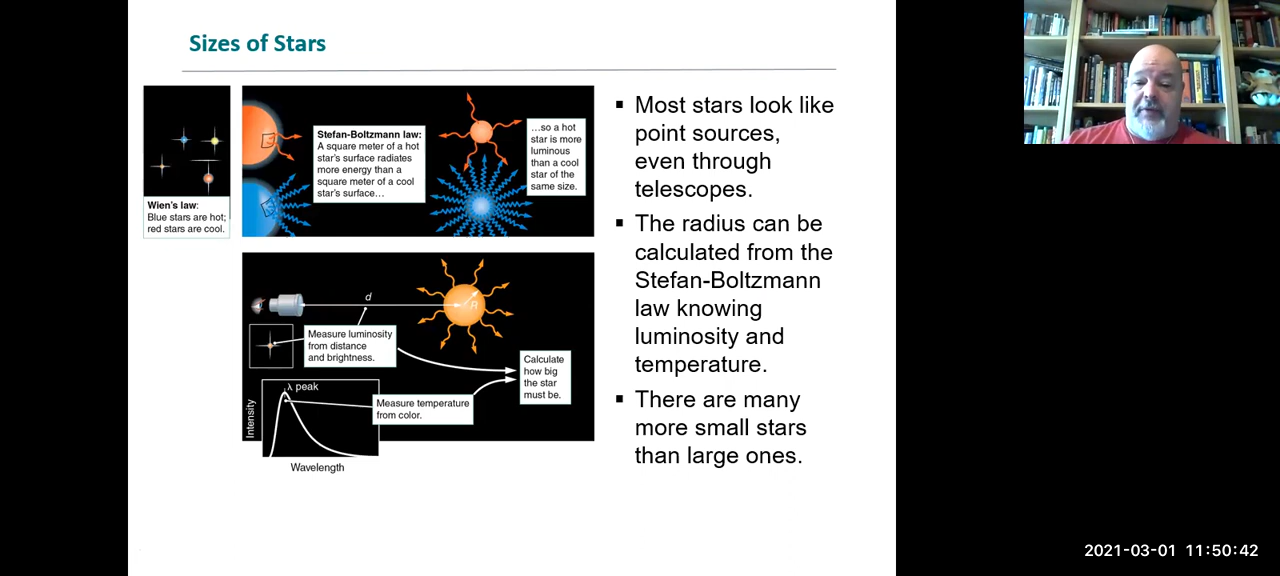 Sizes of Stars
Wien's law:
Blue stars are hot;
red stars are cool.
Stefan-Boltzmann law:
A square meter of a hot
star's surface radiates
more energy than a
square meter of a cool
star's surface…
…so a hot
star is more
luminous
than a cool
star of the
same size.
d
R
Measure luminosity
from distance
and brightness.
Calculate
how big
the star
must be.
λ peak
Measure temperature
from color.
Intensity
Wavelength
▪ Most stars look like
point sources,
even through
telescopes.
▪ The radius can be
calculated from the
Stefan-Boltzmann
law knowing
luminosity and
temperature.
▪ There are many
more small stars
than large ones.
2021-03-01 11:50:42